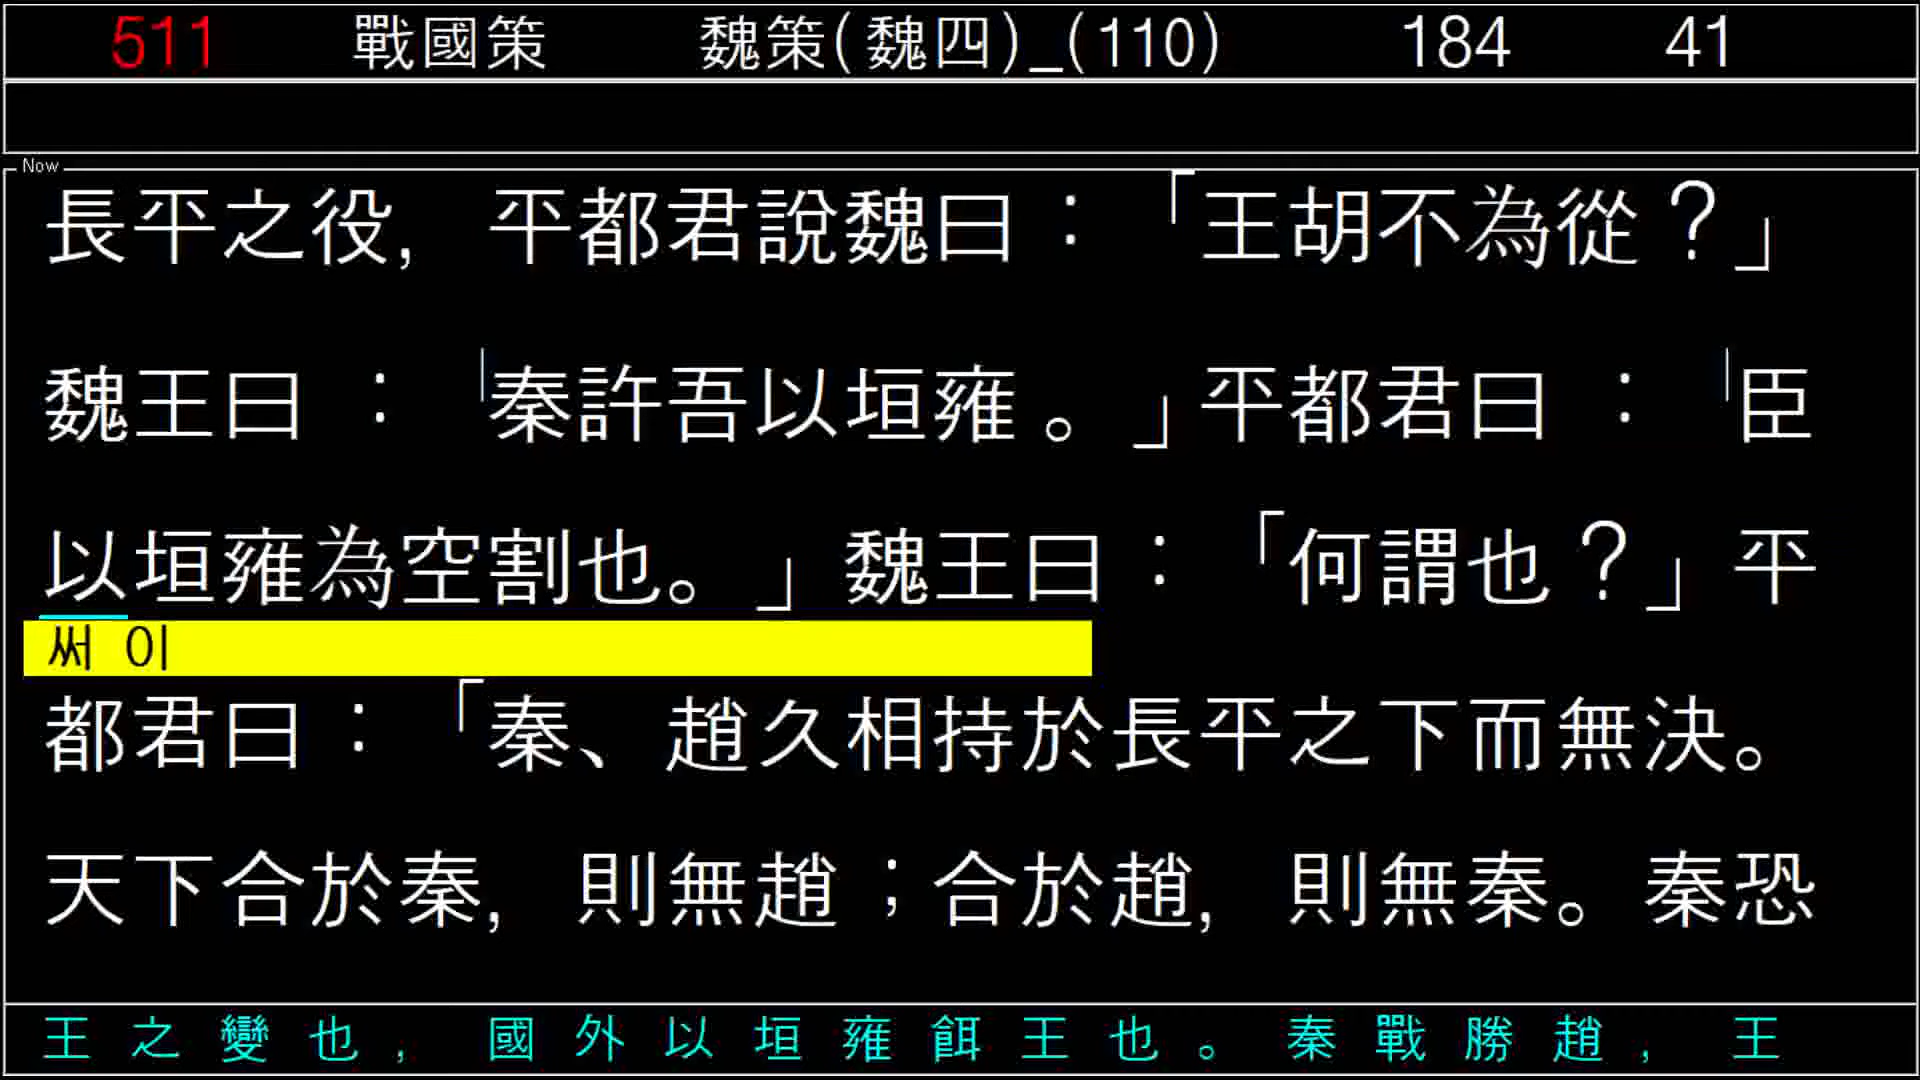 511 戰國策 魏策(魏四)_(110) 184 41
Now
長平之役, 平都君說魏曰：「王胡不為從？」
魏王曰：「秦許吾以垣雍。」平都君曰：「臣
以垣雍為空割也。」魏王曰：「何謂也？」平
써 이
都君曰：「秦、趙久相持於長平之下而無決。
天下合於秦, 則無趙；合於趙, 則無秦。秦恐
王之變也, 國外以垣雍餌王也。秦戰勝趙, 王